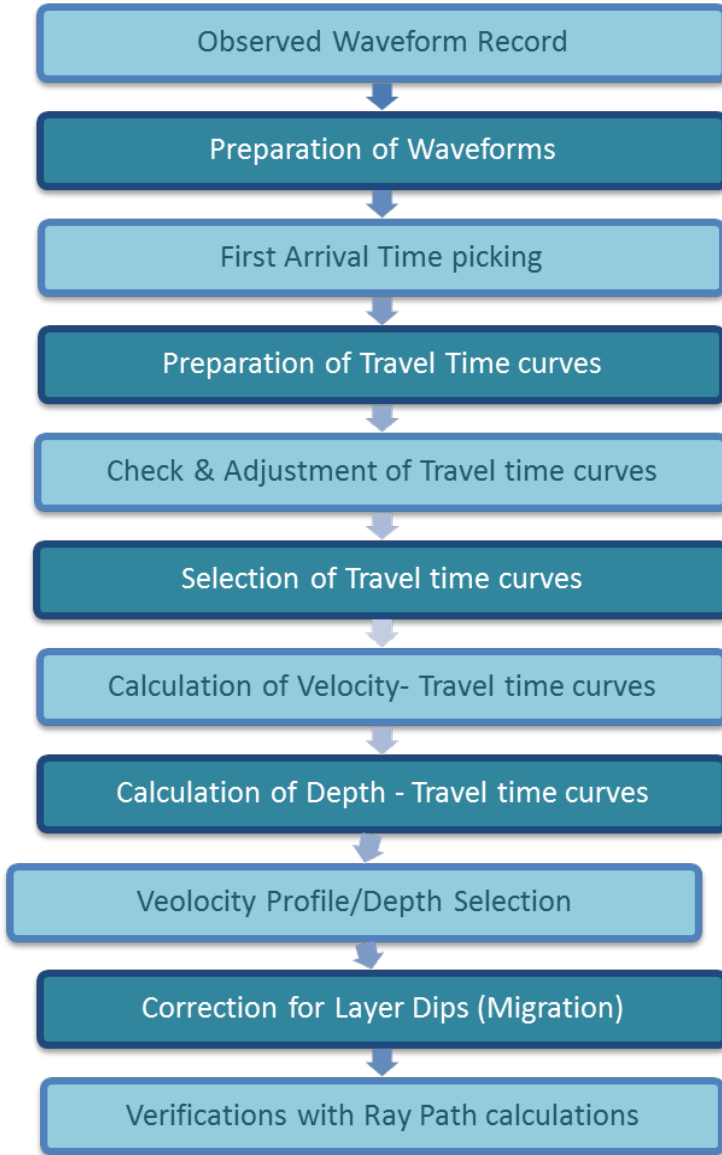 Observed Waveform Record
Preparation of Waveforms
First Arrival Time picking
Preparation of Travel Time curves
Check & Adjustment of Travel time curves
Selection of Travel time curves
Calculation of Velocity- Travel time curves
Calculation of Depth - Travel time curves
Veolocity Profile/Depth Selection
Correction for Layer Dips (Migration)
Verifications with Ray Path calculations